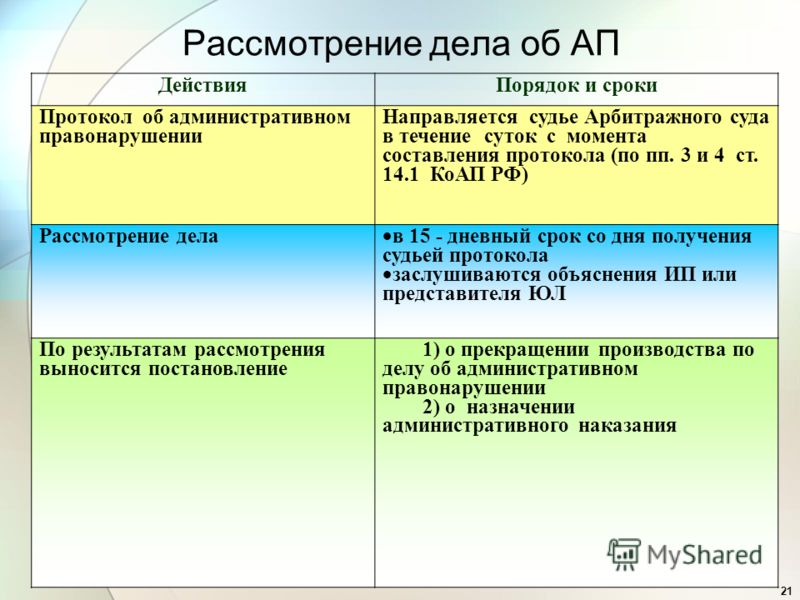 Рассмотрение дела об АП
Действия
Порядок и сроки
Протокол об административном
правонарушении
Направляется судье Арбитражного суда
в течение суток с момента
составления протокола (по пп. 3 и 4 ст.
14.1 КоАП РФ)
Рассмотрение дела
•в 15 - дневный срок со дня получения
судьей протокола
•заслушиваются объяснения ИП или
представителя ЮЛ
По результатам рассмотрения
выносится постановление
1) о прекращении производства по
делу об административном
правонарушении
2) о назначении
административного наказания
MyShared
21